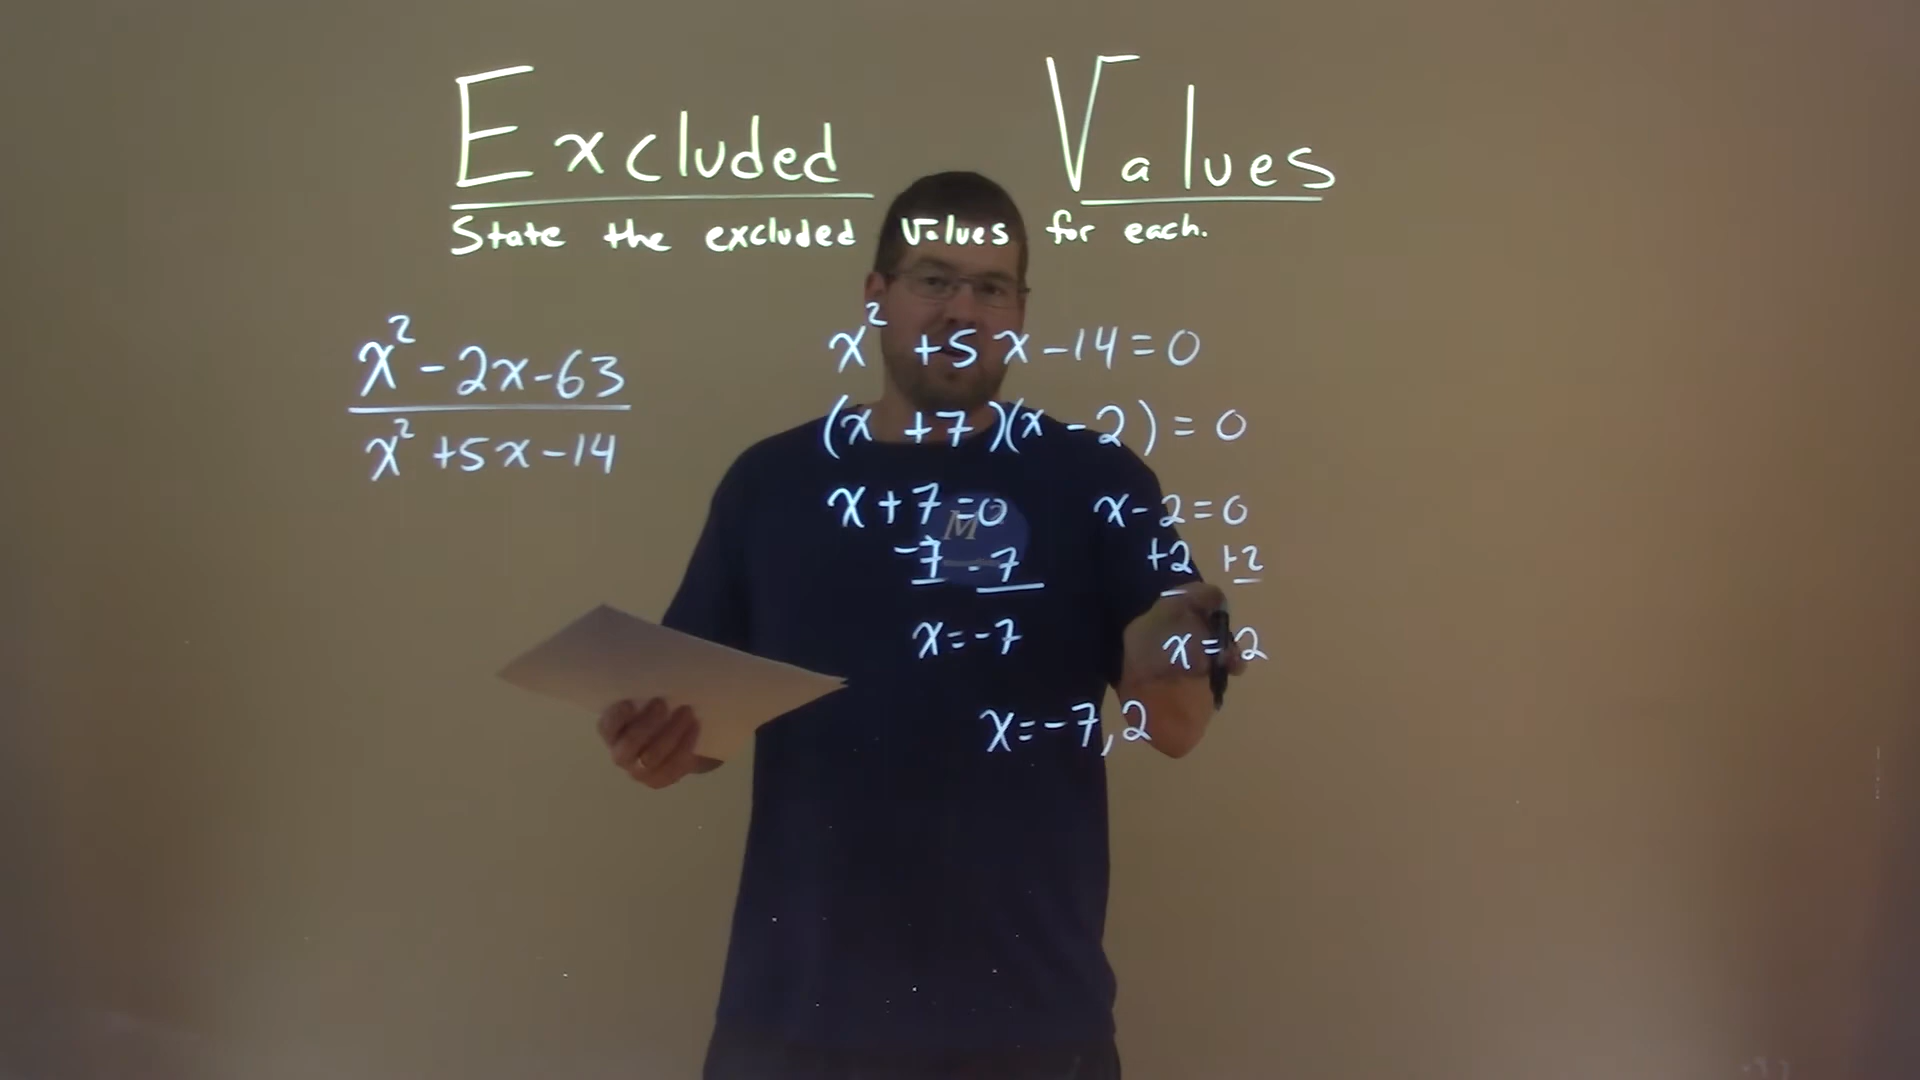 Excluded Values
State the excluded values for each.
x² - 2x - 63
x² + 5x - 14
x² + 5x - 14 = 0
(x + 7)(x - 2) = 0
x + 7 = 0 x - 2 = 0
-7 -7 +2 +2
x = -7 x = 2
x = -7, 2
M²